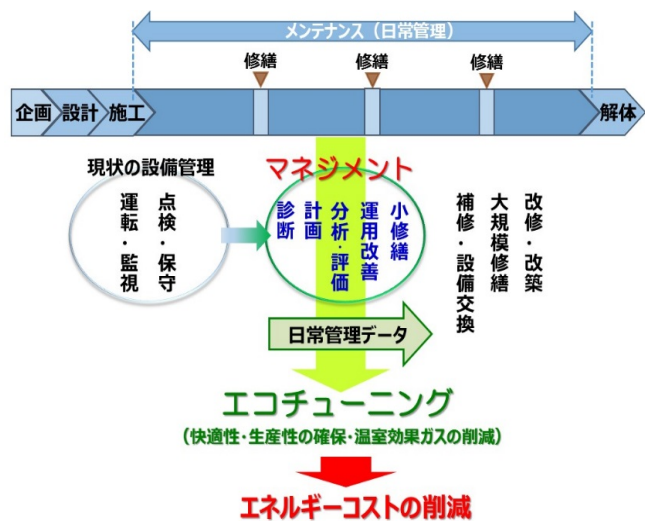 メンテナンス（日常管理）
修繕
修繕
修繕
企画
設計
施工
解体
現状の設備管理
点検・保守
運転・監視
マネジメント
小修繕
運用改善
分析・評価
計画
診断
改修・改築
大規模修繕
補修・設備交換
日常管理データ
エコチューニング
（快適性・生産性の確保・温室効果ガスの削減）
エネルギーコストの削減